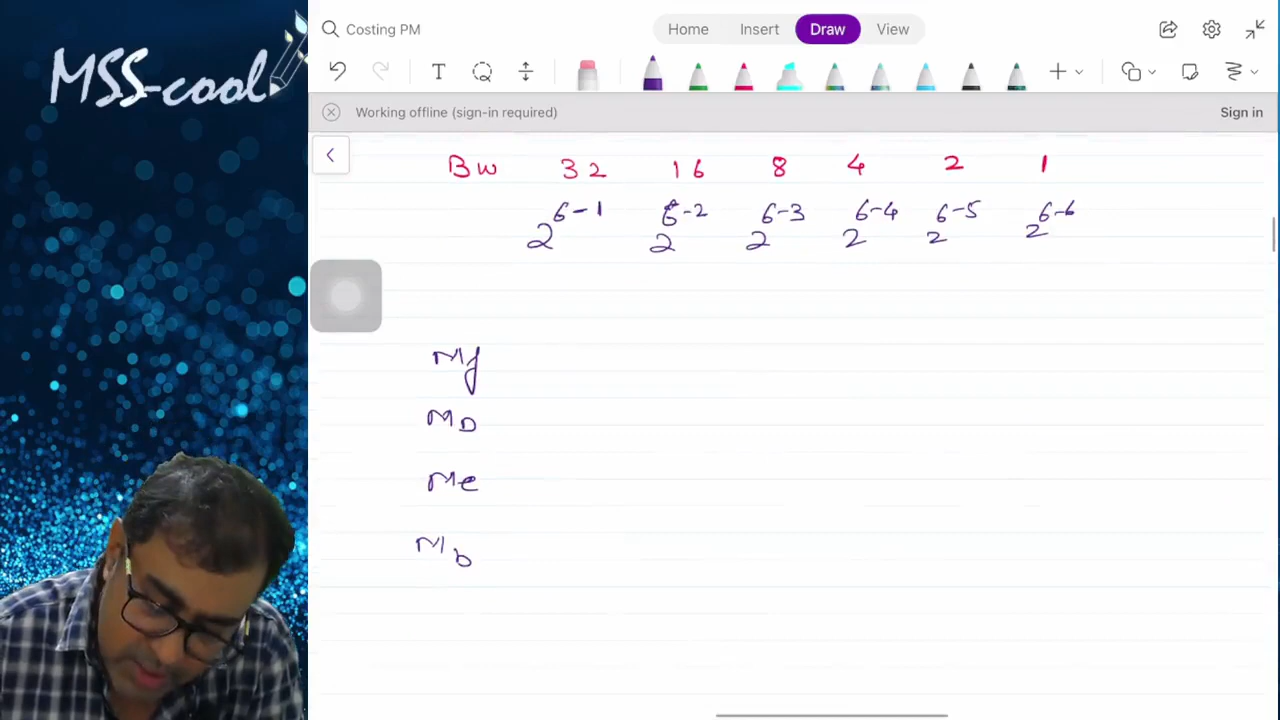 MSS-cool
Costing PM
Home Insert Draw View
Working offline (sign-in required) Sign in
BW 32 16 8 4 2 1
2^6-1 2^6-2 2^6-3 2^6-4 2^6-5 2^6-6
Mf
MD
Me
Mb